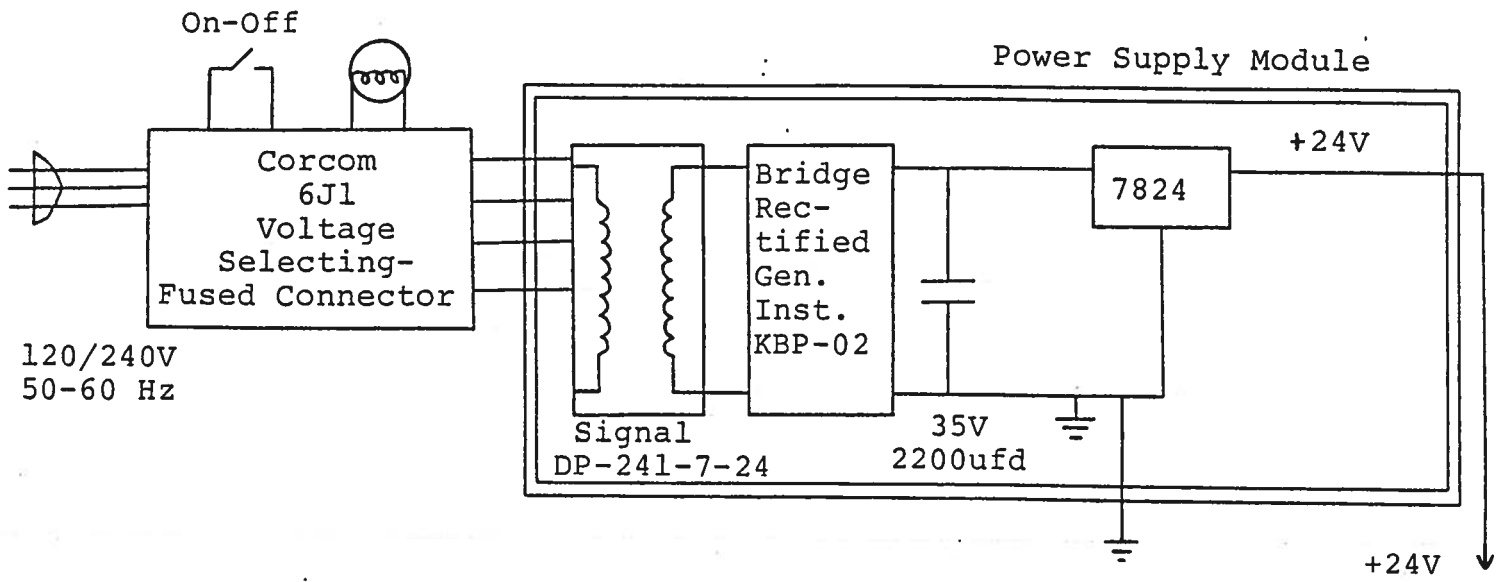 On-Off
Power Supply Module
Corcom
6J1
Voltage
Selecting-
Fused Connector
120/240V
50-60 Hz
Bridge
Rec-
tified
Gen.
Inst.
KBP-02
7824
+24V
Signal
DP-241-7-24
35V
2200ufd
+24V